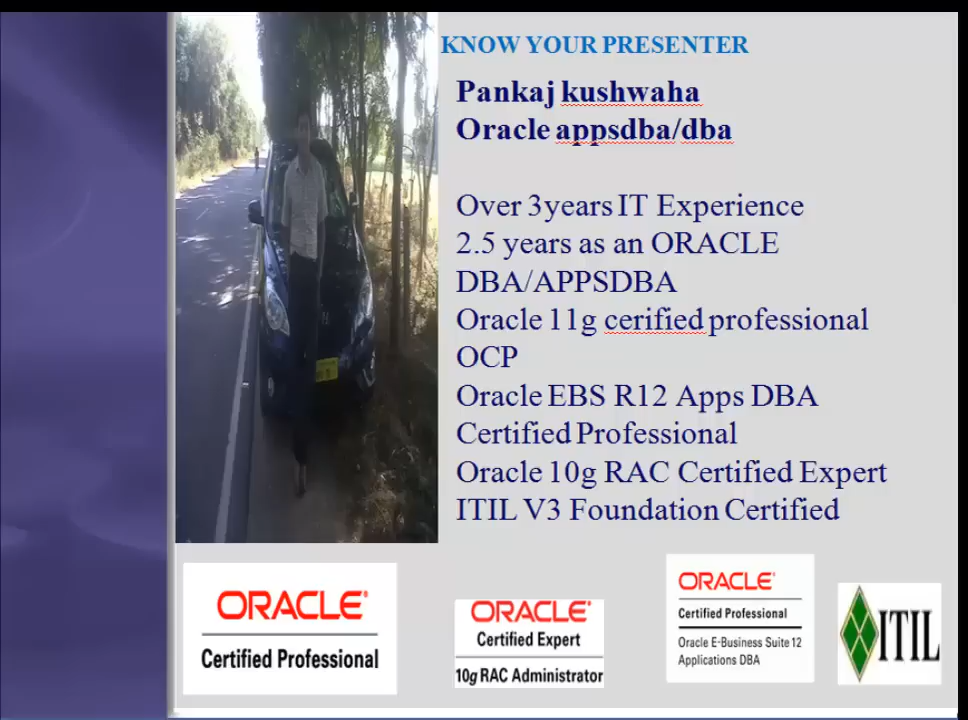 KNOW YOUR PRESENTER
Pankaj kushwaha
Oracle appsdba/dba
Over 3years IT Experience
2.5 years as an ORACLE
DBA/APPSDBA
Oracle 11g cerified professional
OCP
Oracle EBS R12 Apps DBA
Certified Professional
Oracle 10g RAC Certified Expert
ITIL V3 Foundation Certified
ORACLE®
Certified Professional
ORACLE®
Certified Expert
10g RAC Administrator
ORACLE®
Certified Professional
Oracle E-Business Suite 12
Applications DBA
ITIL